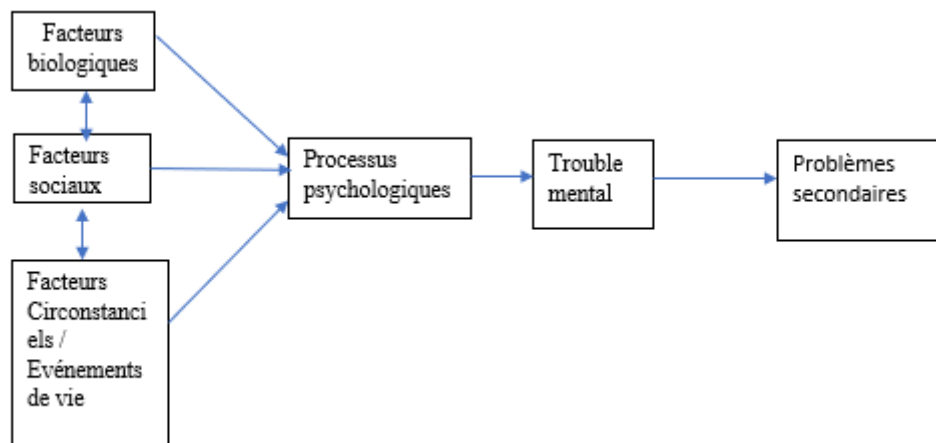 Facteurs
biologiques
Facteurs
sociaux
Facteurs
Circonstanci
els /
Evénements
de vie
Processus
psychologiques
Trouble
mental
Problèmes
secondaires